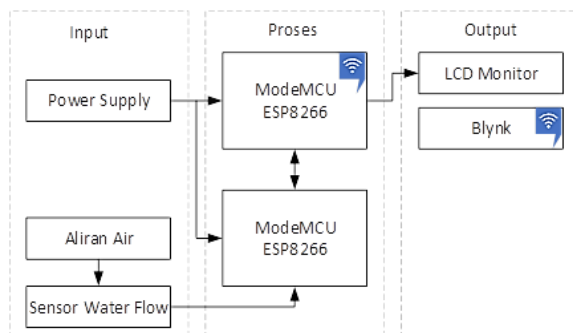 Input
Proses
Output
Power Supply
ModeMCU
ESP8266
LCD Monitor
Blynk
ModeMCU
ESP8266
Aliran Air
Sensor Water Flow